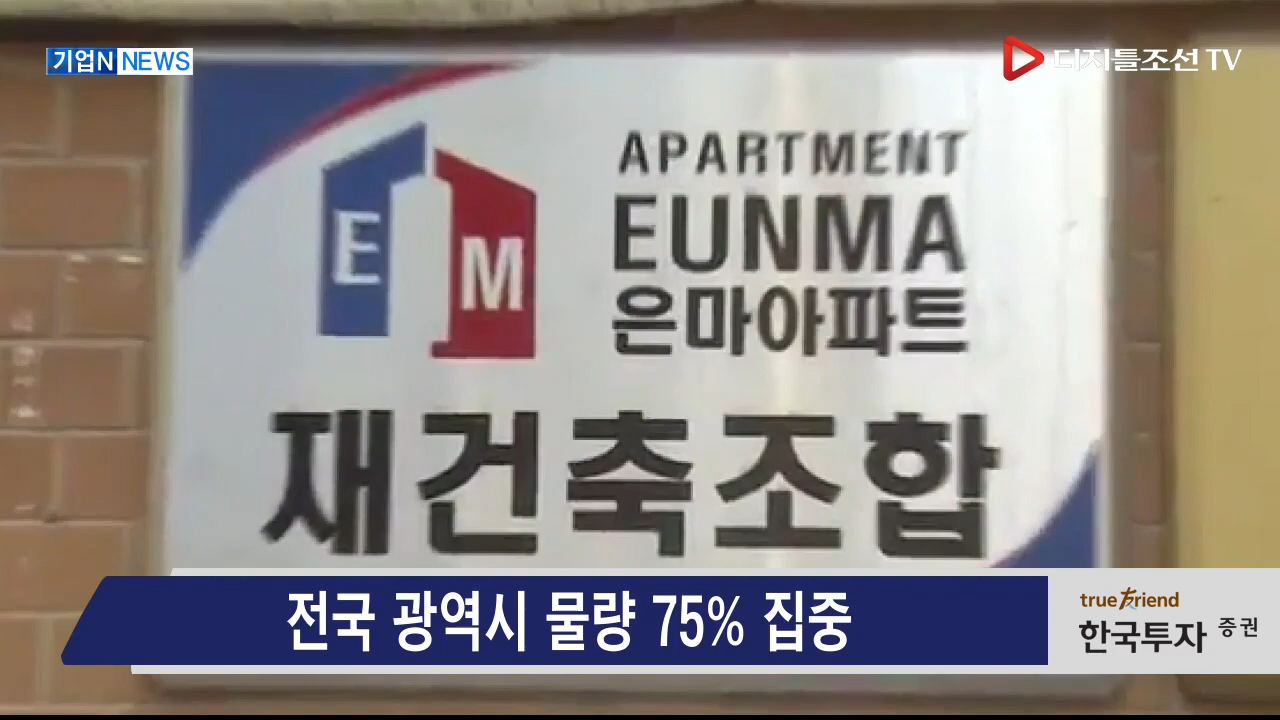 기업N NEWS
디지틀조선TV
APARTMENT
E M
EUNMA
은마아파트
재건축조합
전국 광역시 물량 75% 집중
true Friend
한국투자 증권